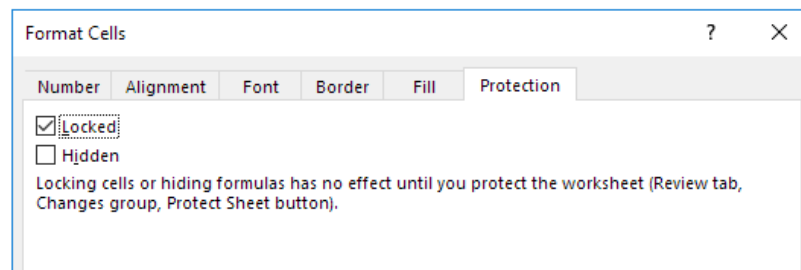 Format Cells ?
Number Alignment Font Border Fill Protection
Locked
Hidden
Locking cells or hiding formulas has no effect until you protect the worksheet (Review tab,
Changes group, Protect Sheet button).